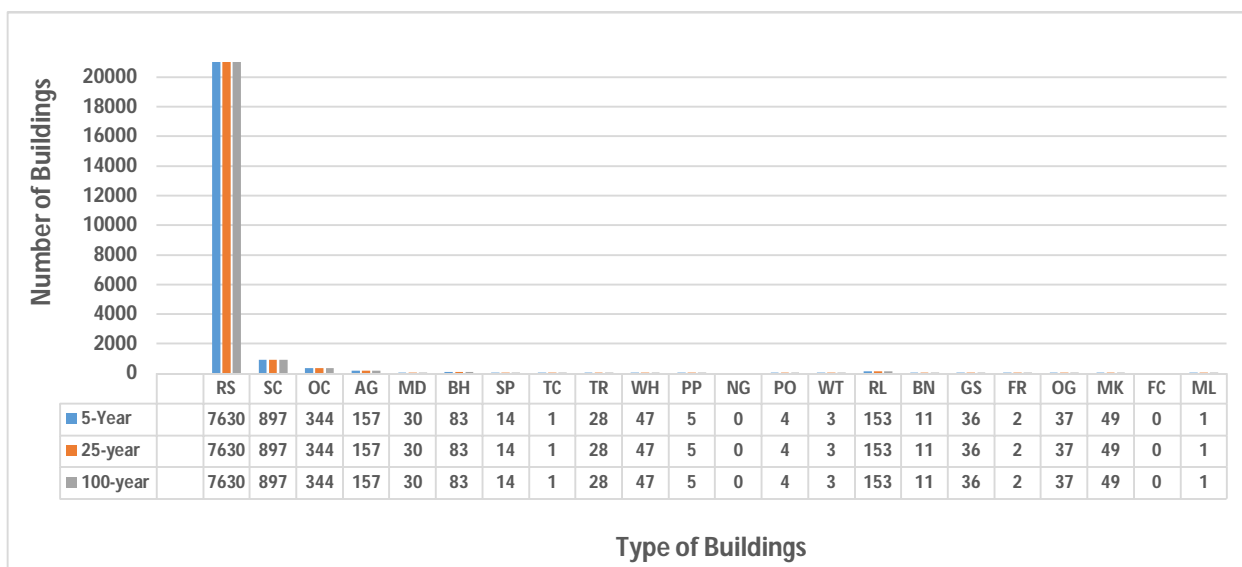 Number of Buildings
20000
18000
16000
14000
12000
10000
8000
6000
4000
2000
0
RS SC OC AG MD BH SP TC TR WH PP NG PO WT RL BN GS FR OG MK FC ML
5-Year 7630 897 344 157 30 83 14 1 28 47 5 0 4 3 153 11 36 2 37 49 0 1
25-year 7630 897 344 157 30 83 14 1 28 47 5 0 4 3 153 11 36 2 37 49 0 1
100-year 7630 897 344 157 30 83 14 1 28 47 5 0 4 3 153 11 36 2 37 49 0 1
Type of Buildings